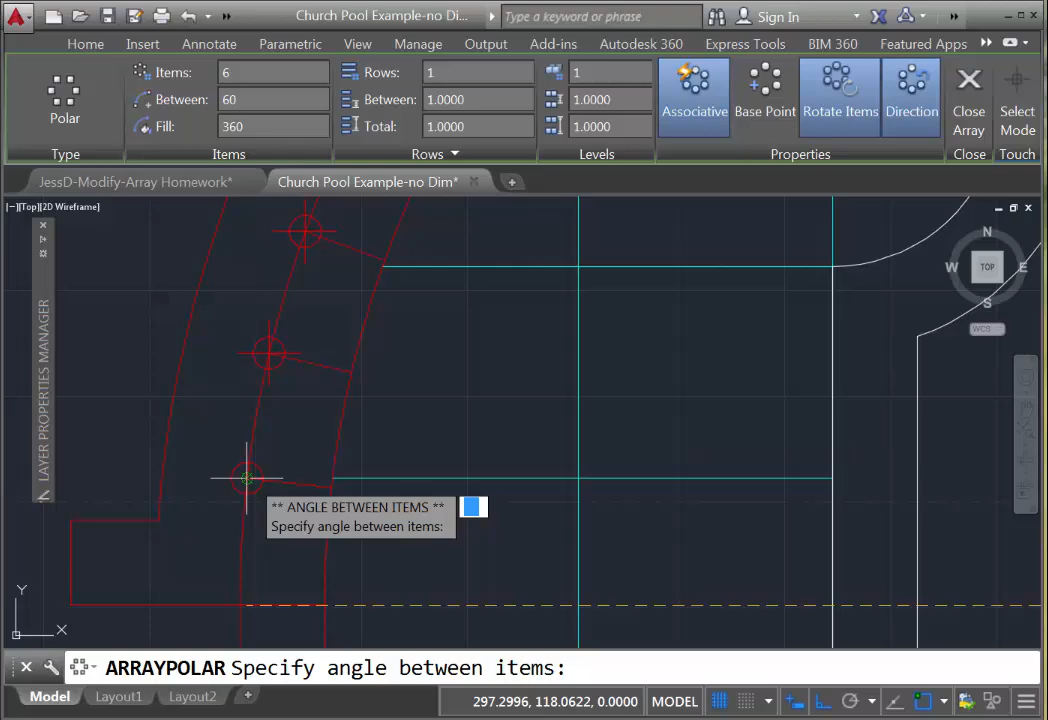 Church Pool Example-no Di...
Type a keyword or phrase
Sign In
Home Insert Annotate Parametric View Manage Output Add-ins Autodesk 360 Express Tools BIM 360 Featured Apps
Polar
Type
Items: 6
Between: 60
Fill: 360
Items
Rows: 1
Between: 1.0000
Total: 1.0000
Rows
1
1.0000
1.0000
Levels
Associative
Base Point
Rotate Items
Direction
Properties
Close Array
Close
Select Mode
Touch
JessD-Modify-Array Homework*
Church Pool Example-no Dim*
[−][Top][2D Wireframe]
LAYER PROPERTIES MANAGER
N
W TOP E
S
WCS
** ANGLE BETWEEN ITEMS **
Specify angle between items:
Y
X
ARRAYPOLAR Specify angle between items:
Model Layout1 Layout2
297.2996, 118.0622, 0.0000 MODEL